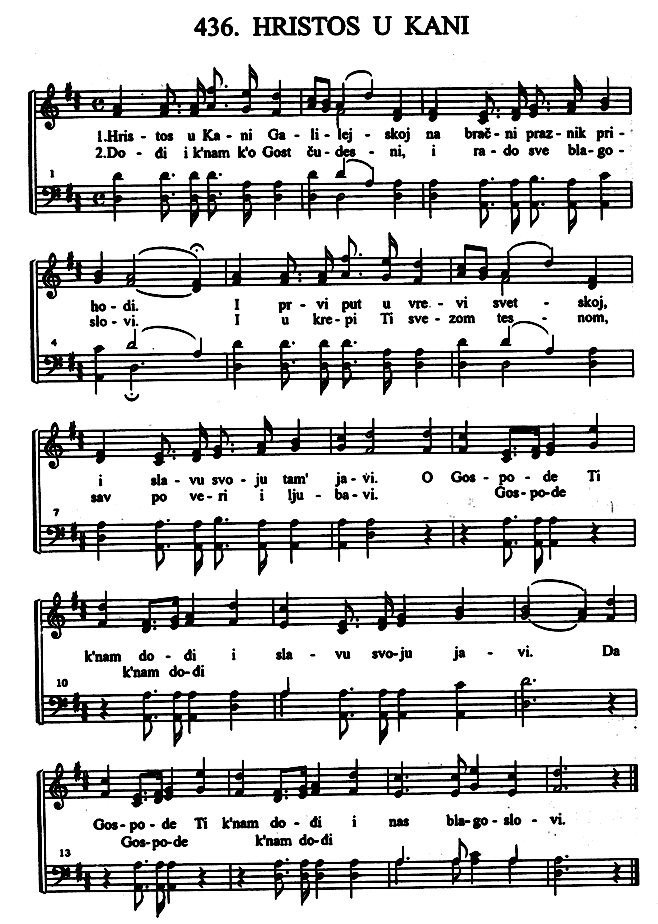 436. HRISTOS U KANI
1.Hris - tos u Ka - ni Ga - li - lej - skoj na brač - ni praz - nik pri -
2.Do - đi i k'nam k'o Gost ču - des - ni, i ra - do sve bla - go -
1
ho - di. I pr - vi put u vre - vi svet - skoj,
slo - vi. I u kre - pi Ti sve - zom tes - nom,
4
i sla - vu svo - ju tam' ja - vi. O Gos - po - de Ti
sav po ve - ri i lju - ba - vi. Gos - po-de
7
k'nam do - đi i sla - vu svo-ju ja - vi. Da
k'nam do-đi
10
Gos - po - de Ti k'nam do - đi i nas bla - go - slo - vi.
Gos - po - de k'nam do-đi
13